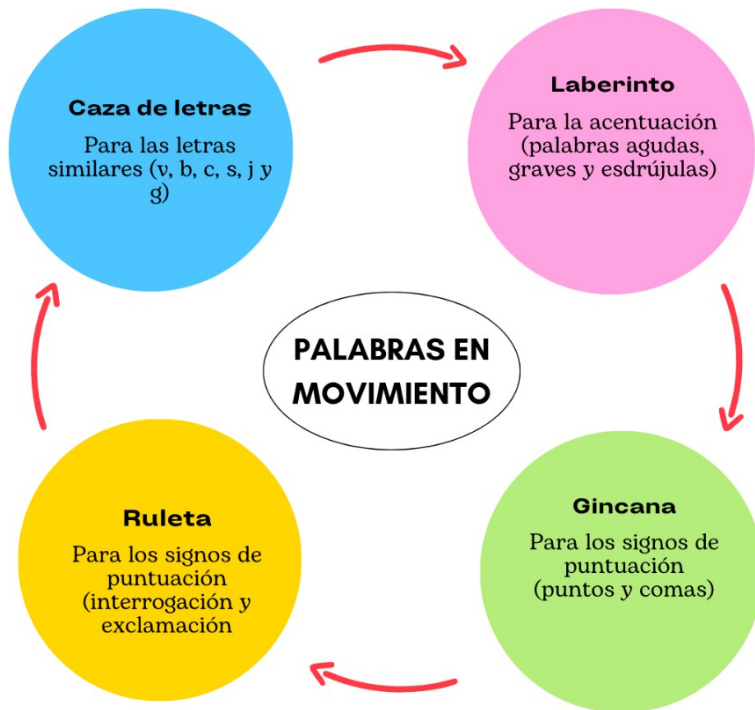 Caza de letras
Para las letras
similares (v, b, c, s, j y
g)
Laberinto
Para la acentuación
(palabras agudas,
graves y esdrújulas)
PALABRAS EN
MOVIMIENTO
Ruleta
Para los signos de
puntuación
(interrogación y
exclamación
Gincana
Para los signos de
puntuación
(puntos y comas)